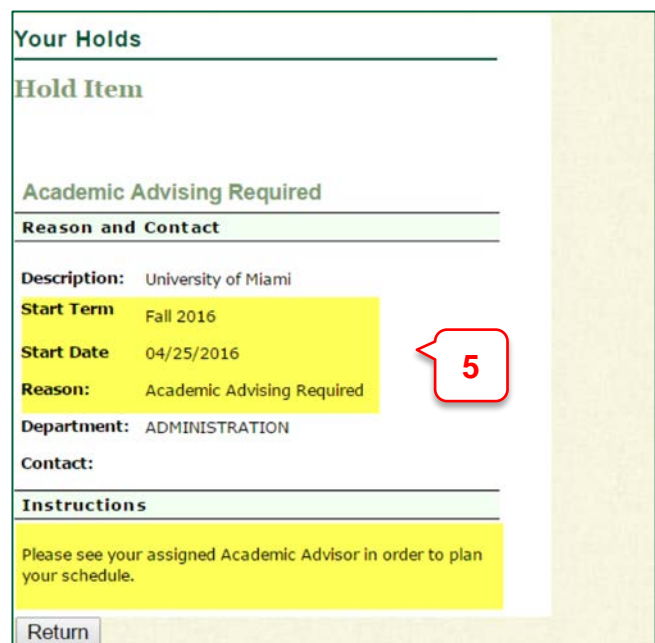 Your Holds
Hold Item
Academic Advising Required
Reason and Contact
Description: University of Miami
Start Term Fall 2016
Start Date 04/25/2016
5
Reason: Academic Advising Required
Department: ADMINISTRATION
Contact:
Instructions
Please see your assigned Academic Advisor in order to plan
your schedule.
Return